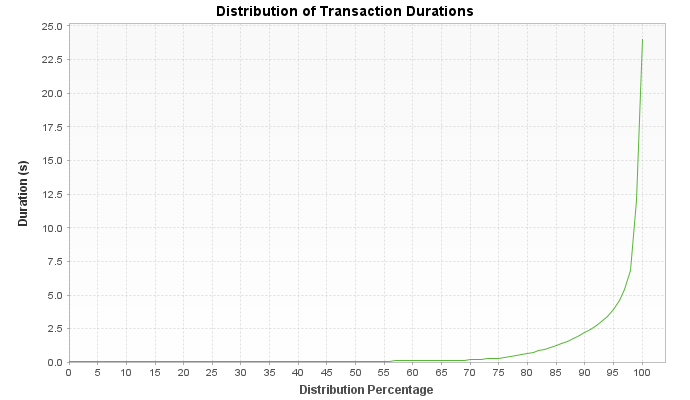 Distribution of Transaction Durations
25.0
22.5
20.0
17.5
15.0
12.5
10.0
7.5
5.0
2.5
0.0
Duration (s)
0 5 10 15 20 25 30 35 40 45 50 55 60 65 70 75 80 85 90 95 100
Distribution Percentage